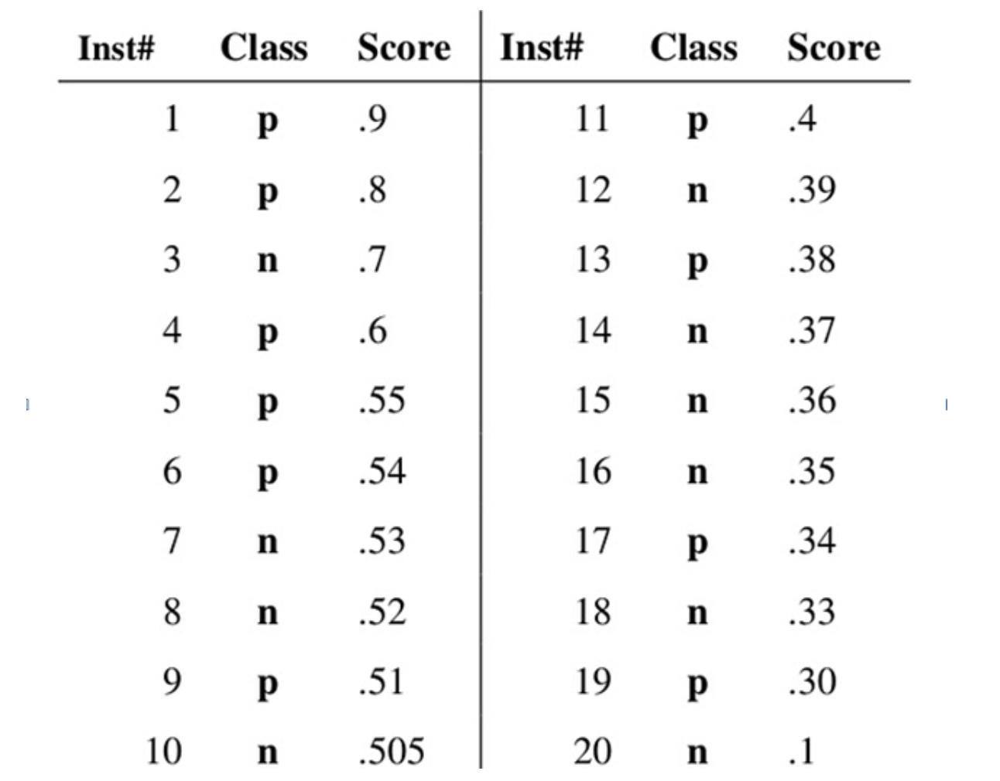 Inst# Class Score Inst# Class Score
1 p .9 11 p .4
2 p .8 12 n .39
3 n .7 13 p .38
4 p .6 14 n .37
5 p .55 15 n .36
6 p .54 16 n .35
7 n .53 17 p .34
8 n .52 18 n .33
9 p .51 19 p .30
10 n .505 20 n .1